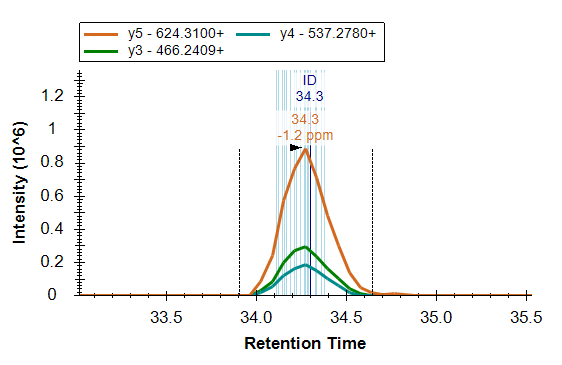 y5 - 624.3100+ y4 - 537.2780+
y3 - 466.2409+
ID
34.3
34.3
-1.2 ppm
Intensity (10^6)
1.2
1
0.8
0.6
0.4
0.2
0
33.5 34.0 34.5 35.0 35.5
Retention Time